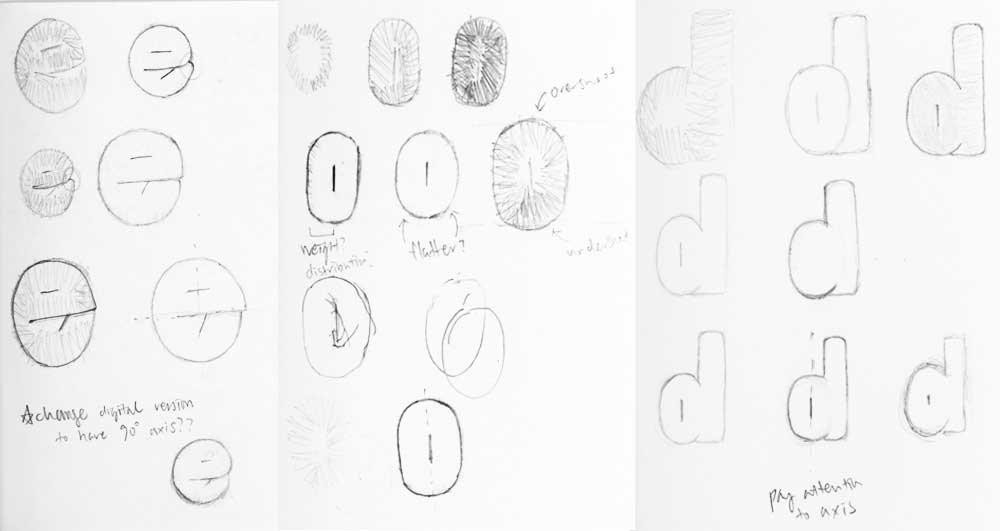 ☆change digital version
to have 90° axis??
overshoot
weight?
distribution?
flatter?
undershoot
pay attention
to axis